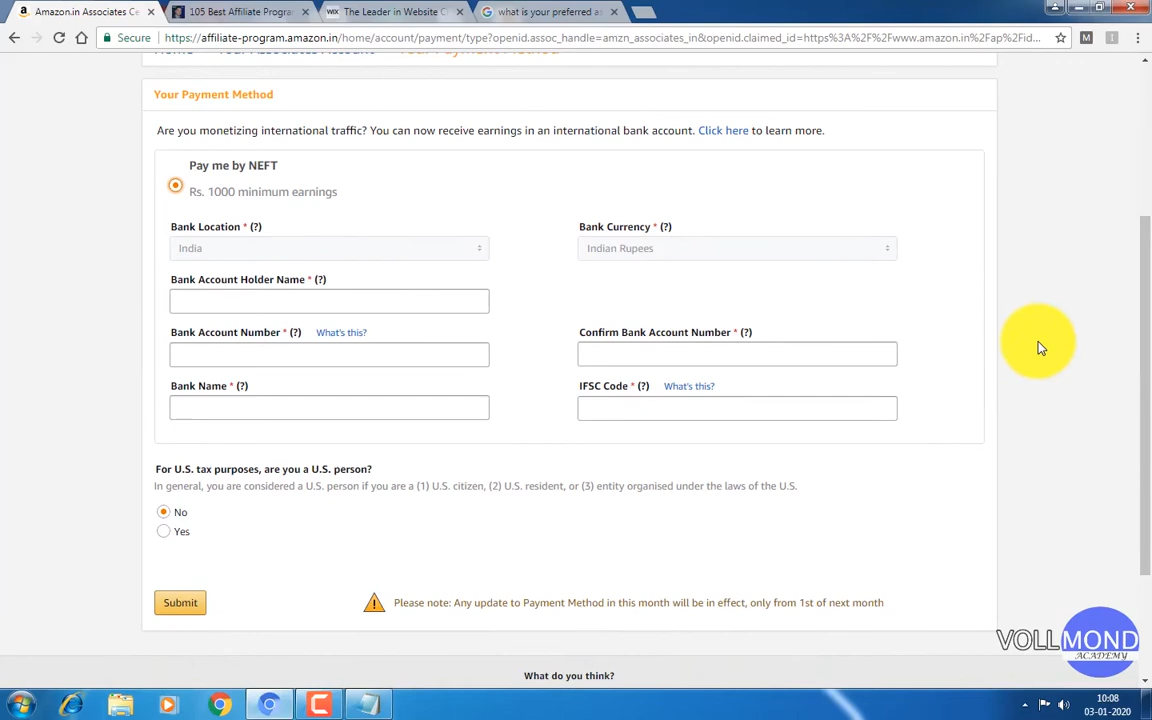 Amazon.in Associates Ce
105 Best Affiliate Progra
WIX The Leader in Website C
what is your preferred a
Secure https://affiliate-program.amazon.in/home/account/payment/type?openid.assoc_handle=amzn_associates_in&openid.claimed_id=https%3A%2F%2Fwww.amazon.in%2Fap%2Fid...
Your Payment Method
Are you monetizing international traffic? You can now receive earnings in an international bank account. Click here to learn more.
Pay me by NEFT
Rs. 1000 minimum earnings
Bank Location * (?) Bank Currency * (?)
India Indian Rupees
Bank Account Holder Name * (?)
Bank Account Number * (?) What's this? Confirm Bank Account Number * (?)
Bank Name * (?) IFSC Code * (?) What's this?
For U.S. tax purposes, are you a U.S. person?
In general, you are considered a U.S. person if you are a (1) U.S. citizen, (2) U.S. resident, or (3) entity organised under the laws of the U.S.
No
Yes
Submit
Please note: Any update to Payment Method in this month will be in effect, only from 1st of next month
VOLLMOND
ACADEMY
What do you think?
10:08
03-01-2020